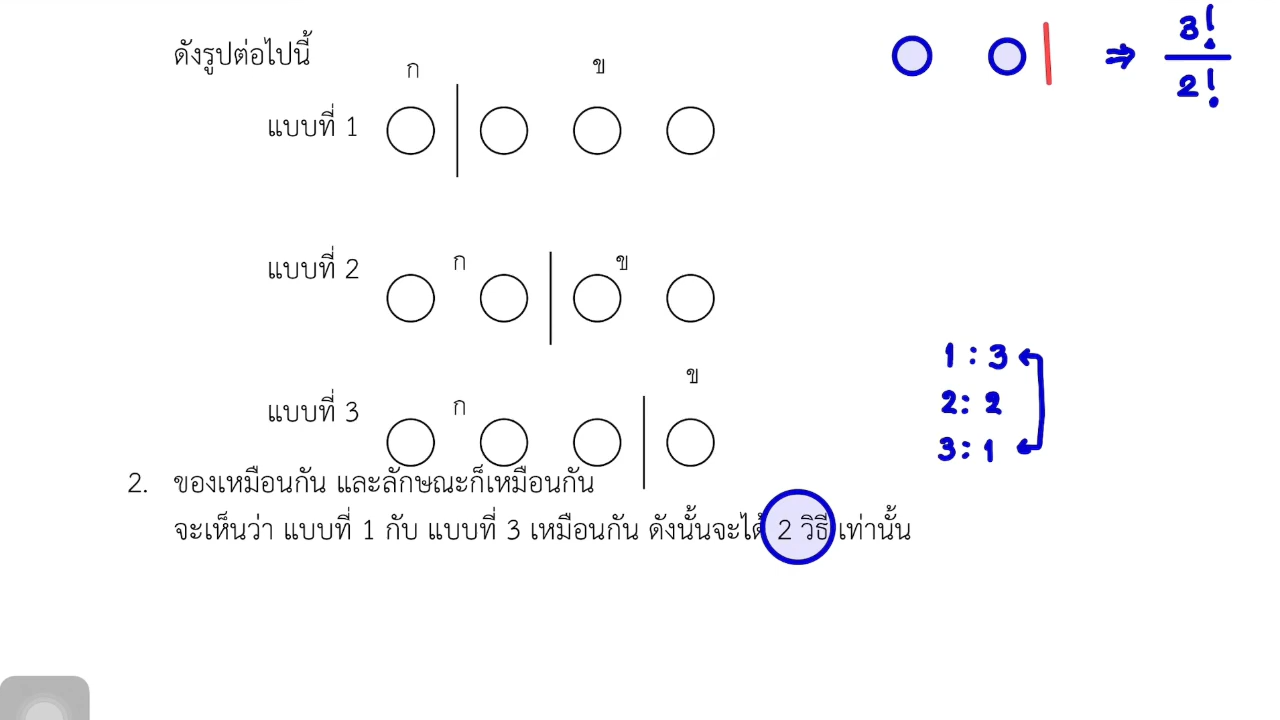 ดังรูปต่อไปนี้
⇒ 3!/2!
ก ข
แบบที่ 1
ก ข
แบบที่ 2
1 : 3
ข
2: 2
แบบที่ 3 ก
3: 1
2. ของเหมือนกัน และลักษณะก็เหมือนกัน
จะเห็นว่า แบบที่ 1 กับ แบบที่ 3 เหมือนกัน ดังนั้นจะได้ 2 วิธี เท่านั้น